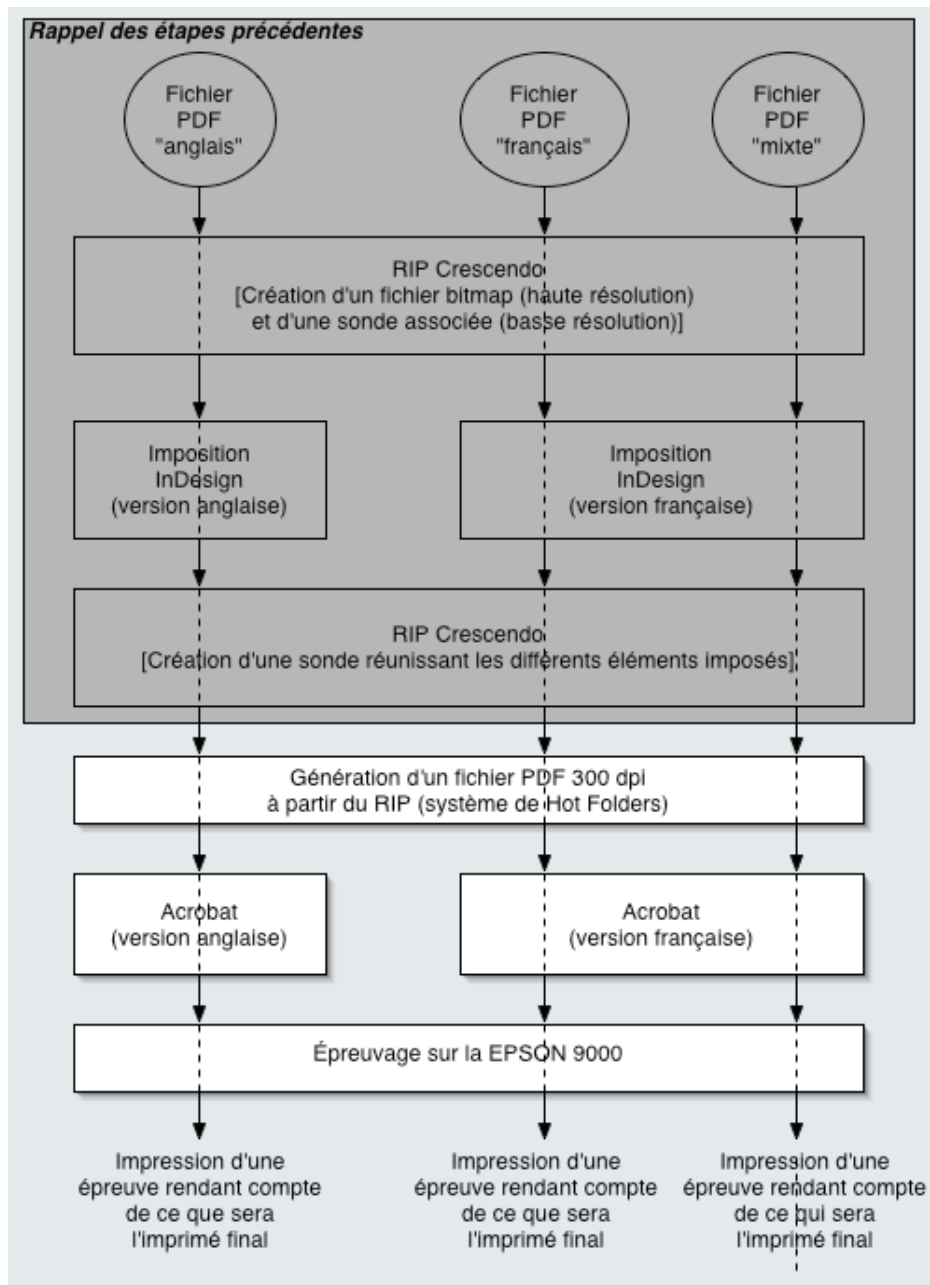 Rappel des étapes précédentes
Fichier
PDF
"anglais"
Fichier
PDF
"français"
Fichier
PDF
"mixte"
RIP Crescendo
[Création d'un fichier bitmap (haute résolution)
et d'une sonde associée (basse résolution)]
Imposition
InDesign
(version anglaise)
Imposition
InDesign
(version française)
RIP Crescendo
[Création d'une sonde réunissant les différents éléments imposés]
Génération d'un fichier PDF 300 dpi
à partir du RIP (système de Hot Folders)
Acrobat
(version anglaise)
Acrobat
(version française)
Épreuvage sur la EPSON 9000
Impression d'une
épreuve rendant compte
de ce que sera
l'imprimé final
Impression d'une
épreuve rendant compte
de ce que sera
l'imprimé final
Impression d'une
épreuve rendant compte
de ce qui sera
l'imprimé final